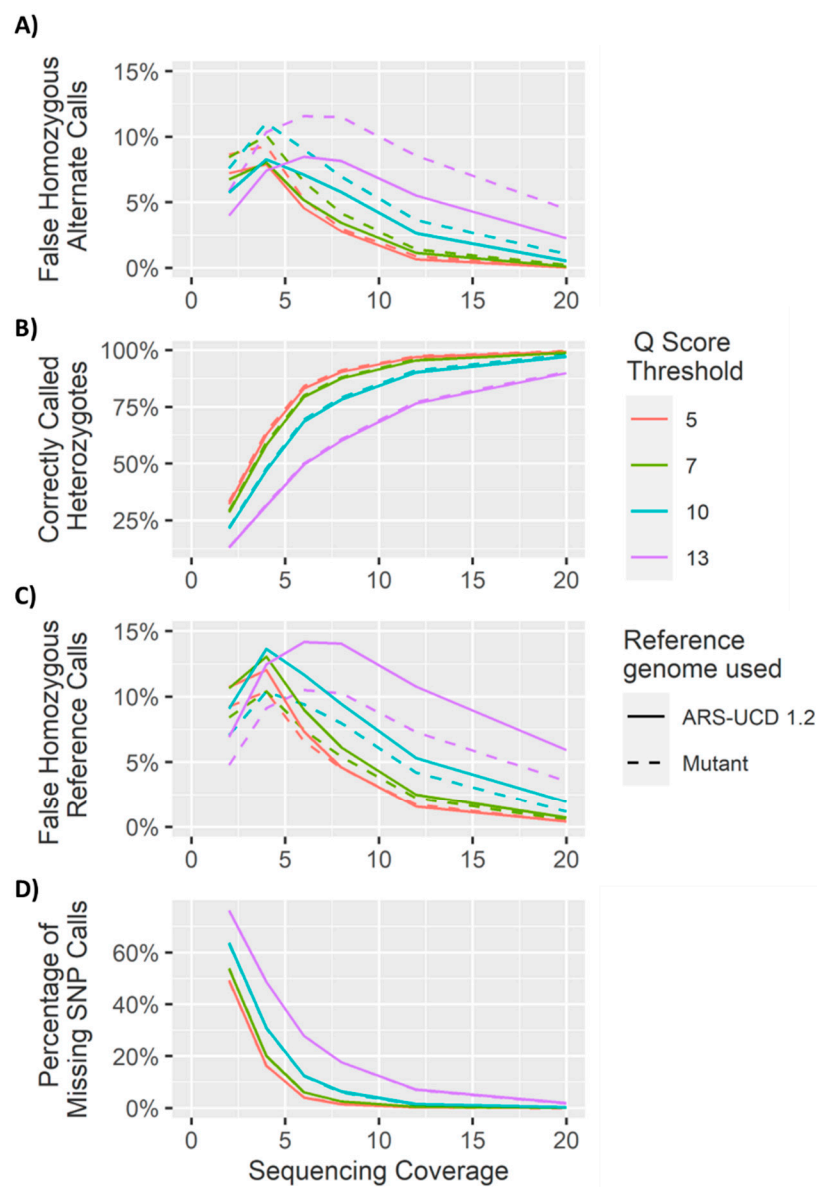 A)
False Homozygous
Alternate Calls
15%
10%
5%
0%
0 5 10 15 20
B)
Correctly Called
Heterozygotes
100%
75%
50%
25%
0 5 10 15 20
Q Score
Threshold
5
7
10
13
C)
False Homozygous
Reference Calls
15%
10%
5%
0%
0 5 10 15 20
Reference
genome used
ARS-UCD 1.2
Mutant
D)
Percentage of
Missing SNP Calls
60%
40%
20%
0%
0 5 10 15 20
Sequencing Coverage